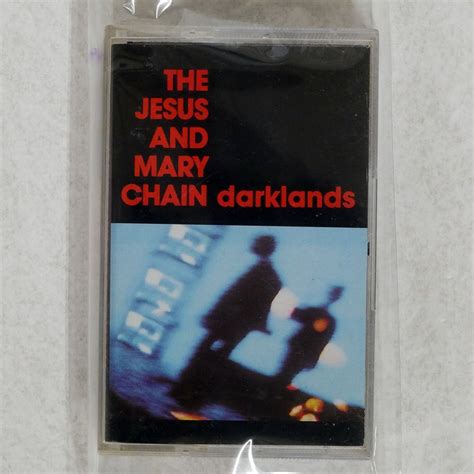 THE
JESUS
AND
MARY
CHAIN darklands